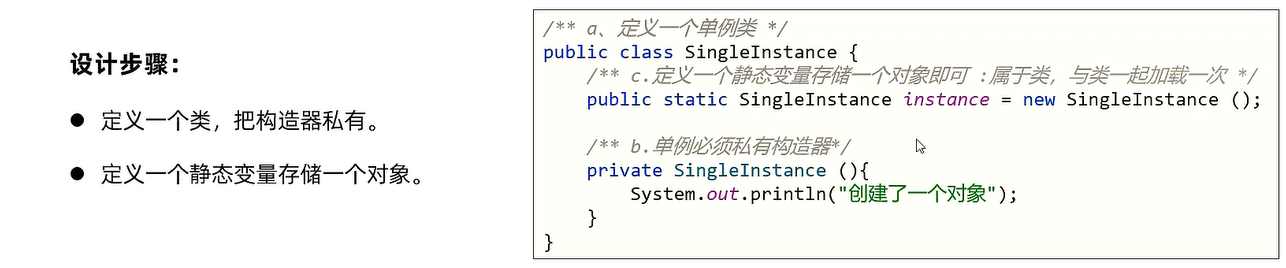 设计步骤：
● 定义一个类，把构造器私有。
● 定义一个静态变量存储一个对象。
/** a、定义一个单例类 */
public class SingleInstance {
    /** c.定义一个静态变量存储一个对象即可 :属于类，与类一起加载一次 */
    public static SingleInstance instance = new SingleInstance ();
    /** b.单例必须私有构造器*/
    private SingleInstance (){
        System.out.println("创建了一个对象");
    }
}